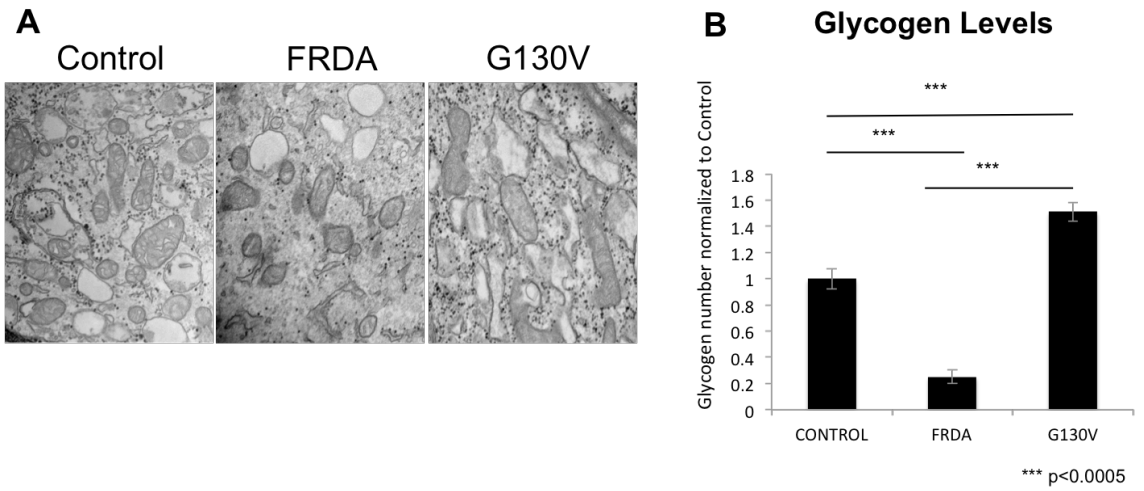 A
Control
FRDA
G130V
B
Glycogen Levels
Glycogen number normalized to Control
***
***
***
1.8
1.6
1.4
1.2
1
0.8
0.6
0.4
0.2
0
CONTROL
FRDA
G130V
*** p<0.0005